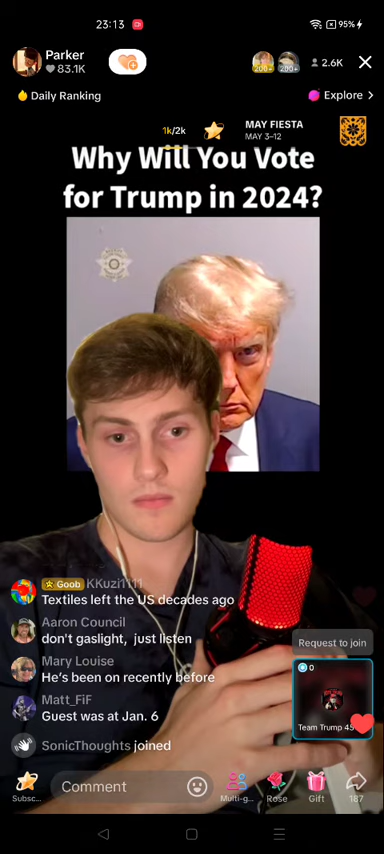 23:13
95%
Parker
83.1K
200+
200+
2.6K
Daily Ranking
Explore
1k/2k
MAY FIESTA
MAY 3–12
Why Will You Vote
for Trump in 2024?
Goob KKuzi1111
Textiles left the US decades ago
Aaron Council
don't gaslight, just listen
Mary Louise
He's been on recently before
Matt_FiF
Guest was at Jan. 6
SonicThoughts joined
Request to join
0
Team Trump 45
Comment
Subsc...
Multi-g...
Rose
Gift
187